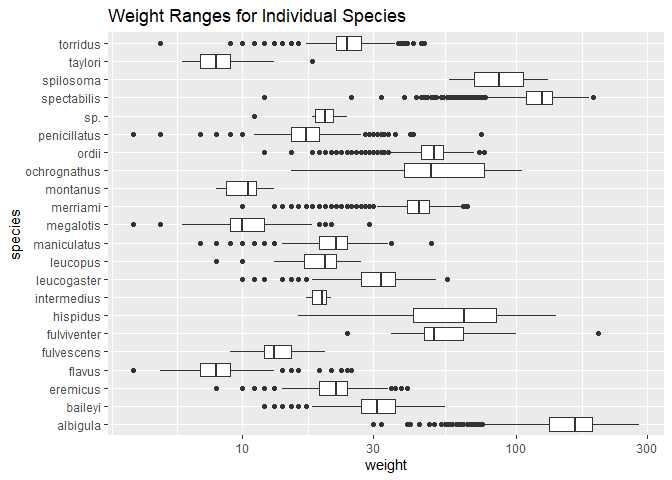 Weight Ranges for Individual Species
species
torridus
taylori
spilosoma
spectabilis
sp.
penicillatus
ordii
ochrognathus
montanus
merriami
megalotis
maniculatus
leucopus
leucogaster
intermedius
hispidus
fulviventer
fulvescens
flavus
eremicus
baileyi
albigula
10 30 100 300
weight